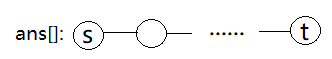 ans[]: s ...... t